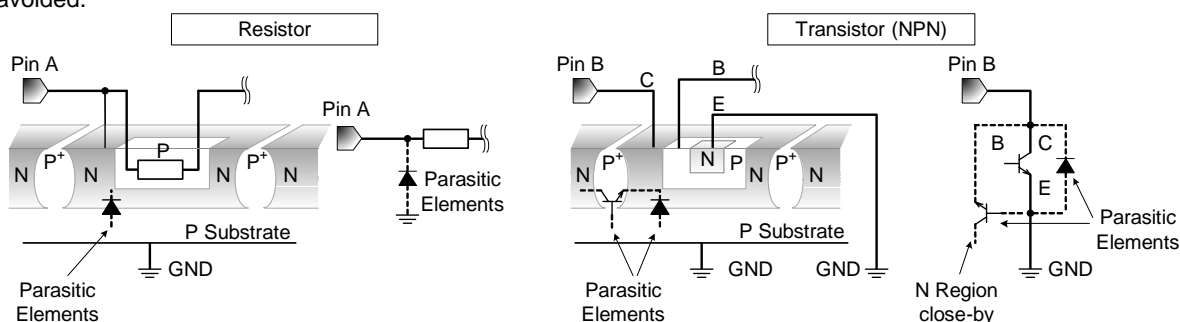 avoided.
Resistor
Transistor (NPN)
Pin A
Pin A
N
P+
N
P
N
P+
N
Parasitic
Elements
P Substrate
GND
Parasitic
Elements
Pin B
C
B
E
N
P+
N
N
P
N
P+
N
P Substrate
GND
GND
Parasitic
Elements
Pin B
B
C
E
Parasitic
Elements
GND
N Region
close-by